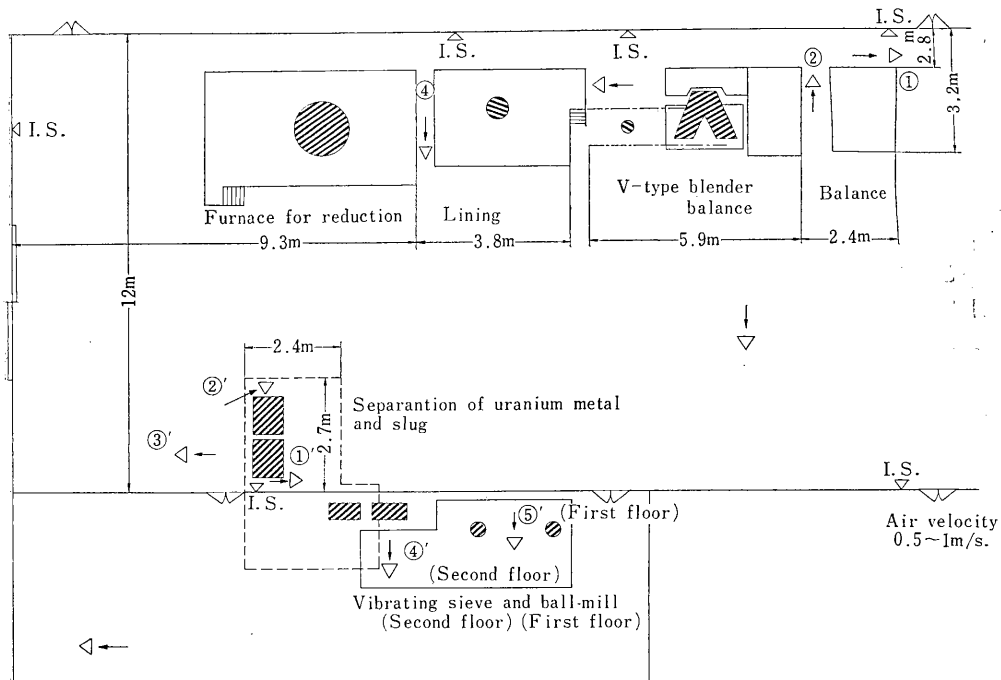 I.S.
I.S.
I.S.
2.8
m
②
①
④
3.2m
I.S.
V-type blender
balance
Balance
Furnace for reduction
Lining
9.3m
3.8m
5.9m
2.4m
12m
2.4m
②′
Separantion of uranium metal
and slug
2.7m
③′
①′
I.S.
I.S.
⑤′ (First floor)
Air velocity
0.5~1m/s.
④′
(Second floor)
Vibrating sieve and ball-mill
(Second floor) (First floor)